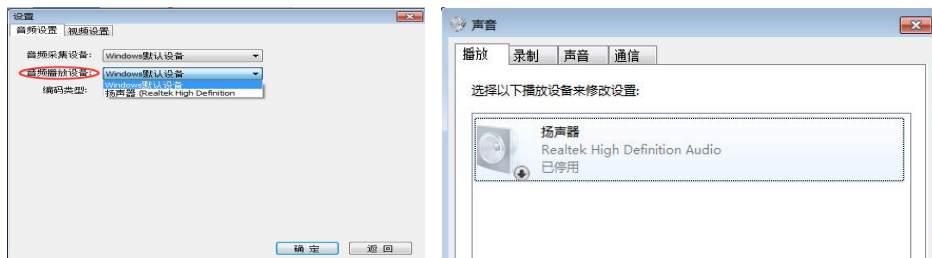 设置
音频设置 视频设置
音频采集设备: Windows默认设备
音频播放设备: Windows默认设备
Windows默认设备
编码类型: 扬声器 (Realtek High Definition
确 定 返 回
声音
播放 录制 声音 通信
选择以下播放设备来修改设置:
扬声器
Realtek High Definition Audio
已停用